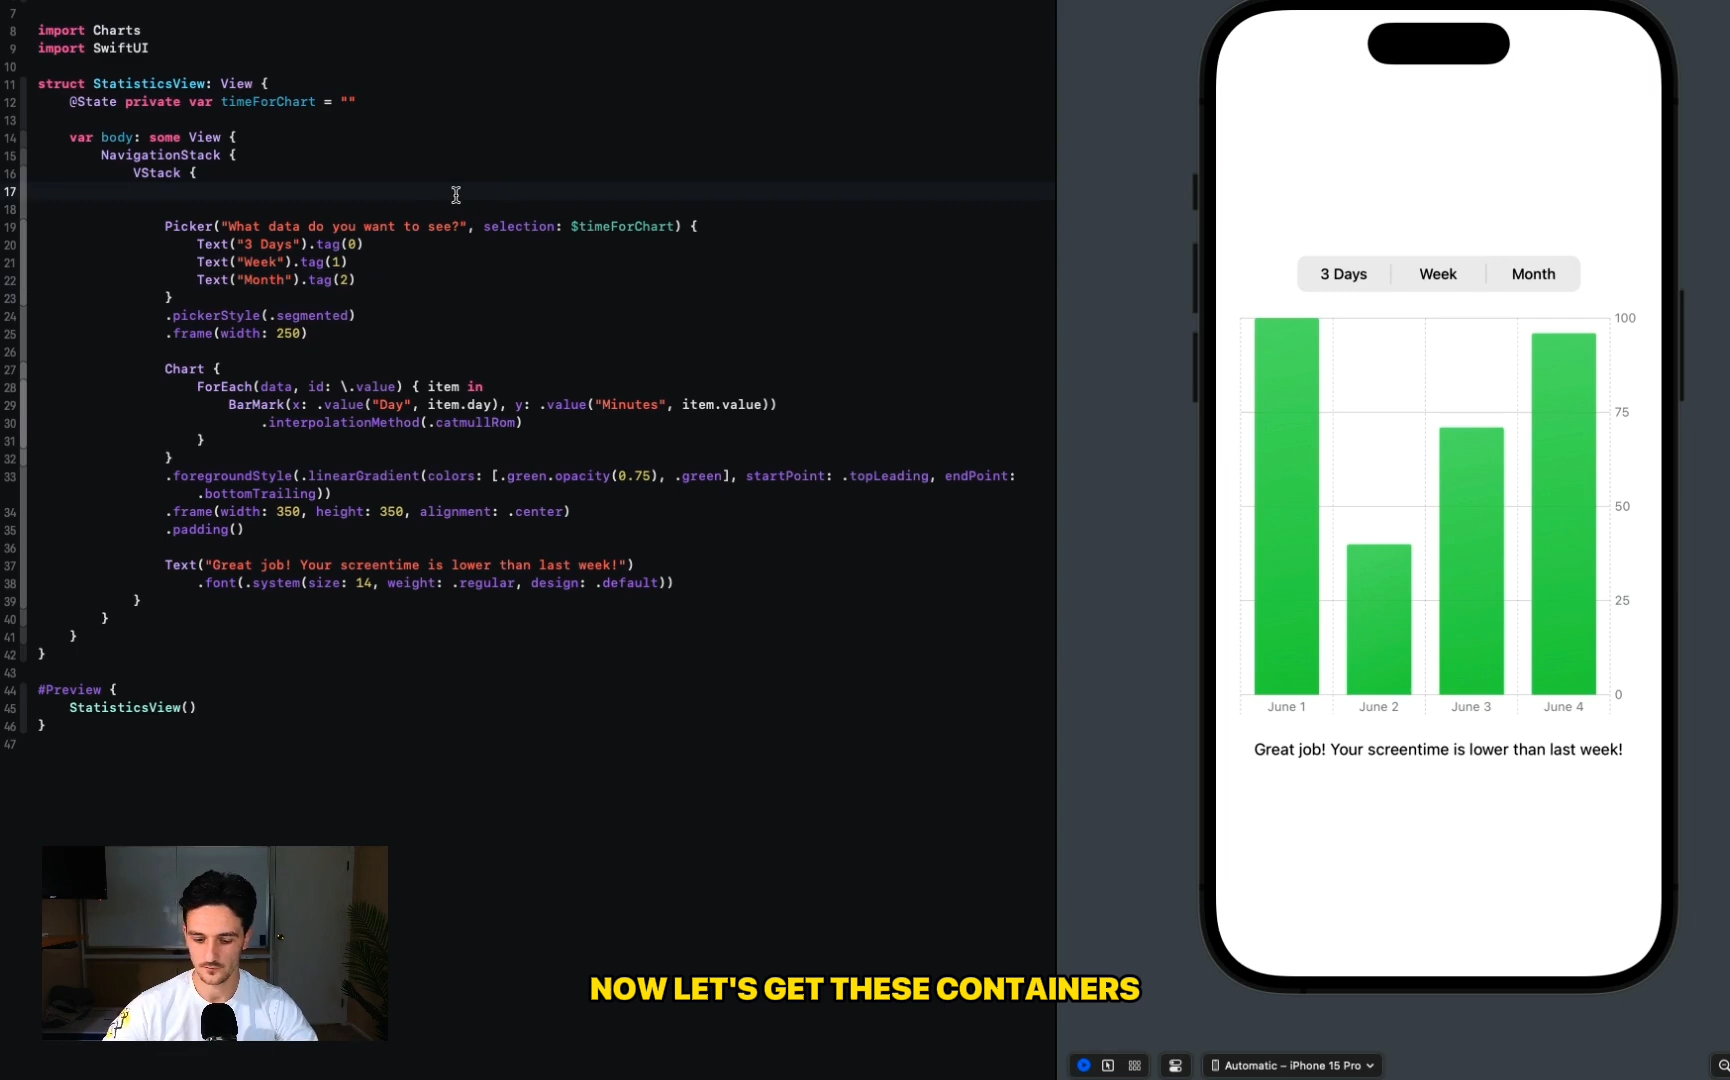 7
8 import Charts
9 import SwiftUI
10
11 struct StatisticsView: View {
12 @State private var timeForChart = ""
13
14 var body: some View {
15 NavigationStack {
16 VStack {
17
18
19 Picker("What data do you want to see?", selection: $timeForChart) {
20 Text("3 Days").tag(0)
21 Text("Week").tag(1)
22 Text("Month").tag(2)
23 }
24 .pickerStyle(.segmented)
25 .frame(width: 250)
26
27 Chart {
28 ForEach(data, id: \.value) { item in
29 BarMark(x: .value("Day", item.day), y: .value("Minutes", item.value))
30 .interpolationMethod(.catmullRom)
31 }
32 }
33 .foregroundStyle(.linearGradient(colors: [.green.opacity(0.75), .green], startPoint: .topLeading, endPoint:
.bottomTrailing))
34 .frame(width: 350, height: 350, alignment: .center)
35 .padding()
36
37 Text("Great job! Your screentime is lower than last week!")
38 .font(.system(size: 14, weight: .regular, design: .default))
39 }
40 }
41 }
42 }
43
44 #Preview {
45 StatisticsView()
46 }
47
3 Days Week Month
100
75
50
25
0
June 1 June 2 June 3 June 4
Great job! Your screentime is lower than last week!
NOW LET'S GET THESE CONTAINERS
Automatic – iPhone 15 Pro